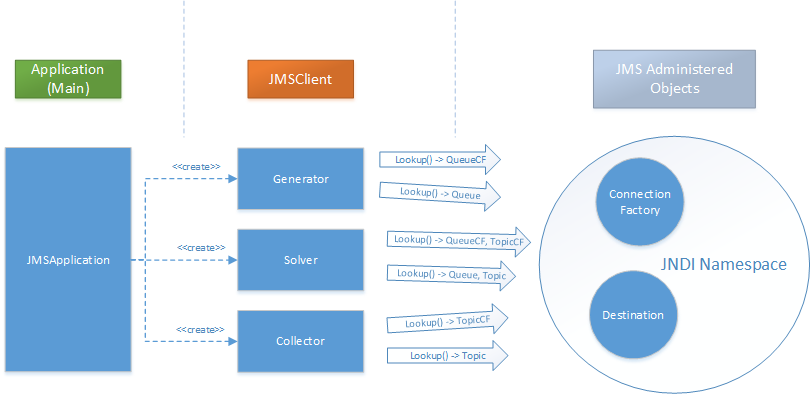 Application
(Main)
JMSClient
JMS Administered
Objects
JMSApplication
<<create>>
Generator
Lookup() -> QueueCF
Lookup() -> Queue
<<create>>
Solver
Lookup() -> QueueCF, TopicCF
Lookup() -> Queue, Topic
<<create>>
Collector
Lookup() -> TopicCF
Lookup() -> Topic
Connection
Factory
JNDI Namespace
Destination